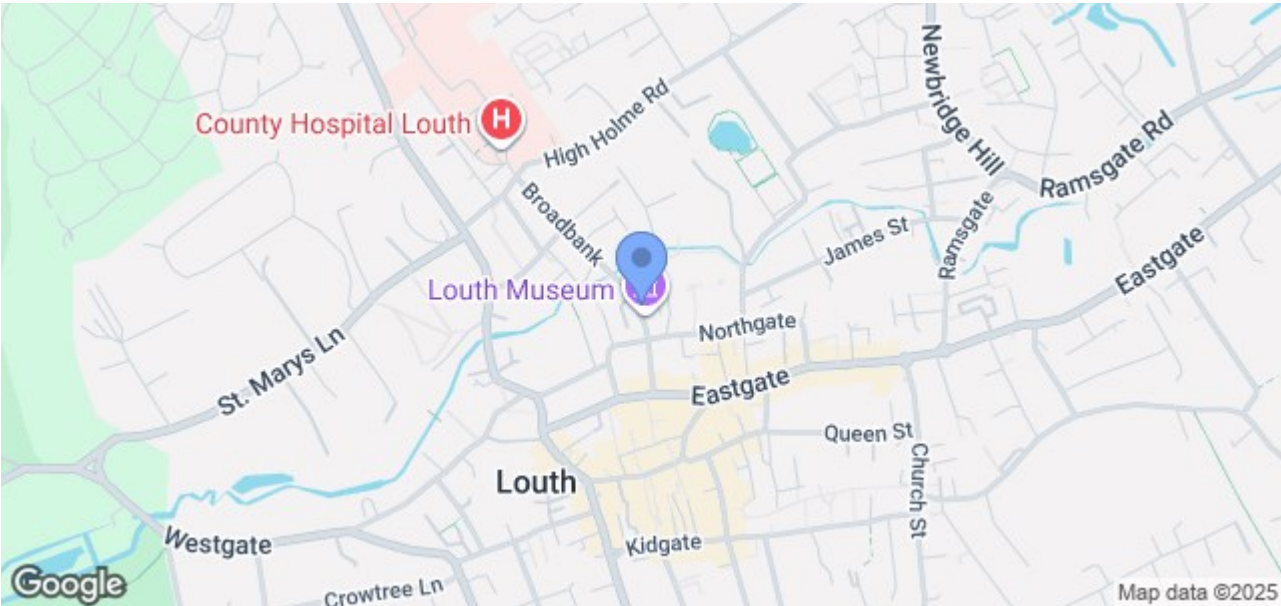 Newbridge Hill
High Holme Rd
County Hospital Louth
H
Ramsgate Rd
Broadbank
Ramsgate
James St
Eastgate
Louth Museum
Northgate
St. Marys Ln
Eastgate
Queen St
Church St
Louth
Westgate
Kidgate
Crowtree Ln
Google
Map data ©2025